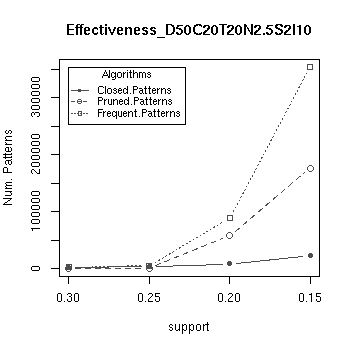 Effectiveness_D50C20T20N2.5S2I10
Algorithms
Closed.Patterns
Pruned.Patterns
Frequent.Patterns
Num. Patterns
300000
200000
100000
0
0.30 0.25 0.20 0.15
support